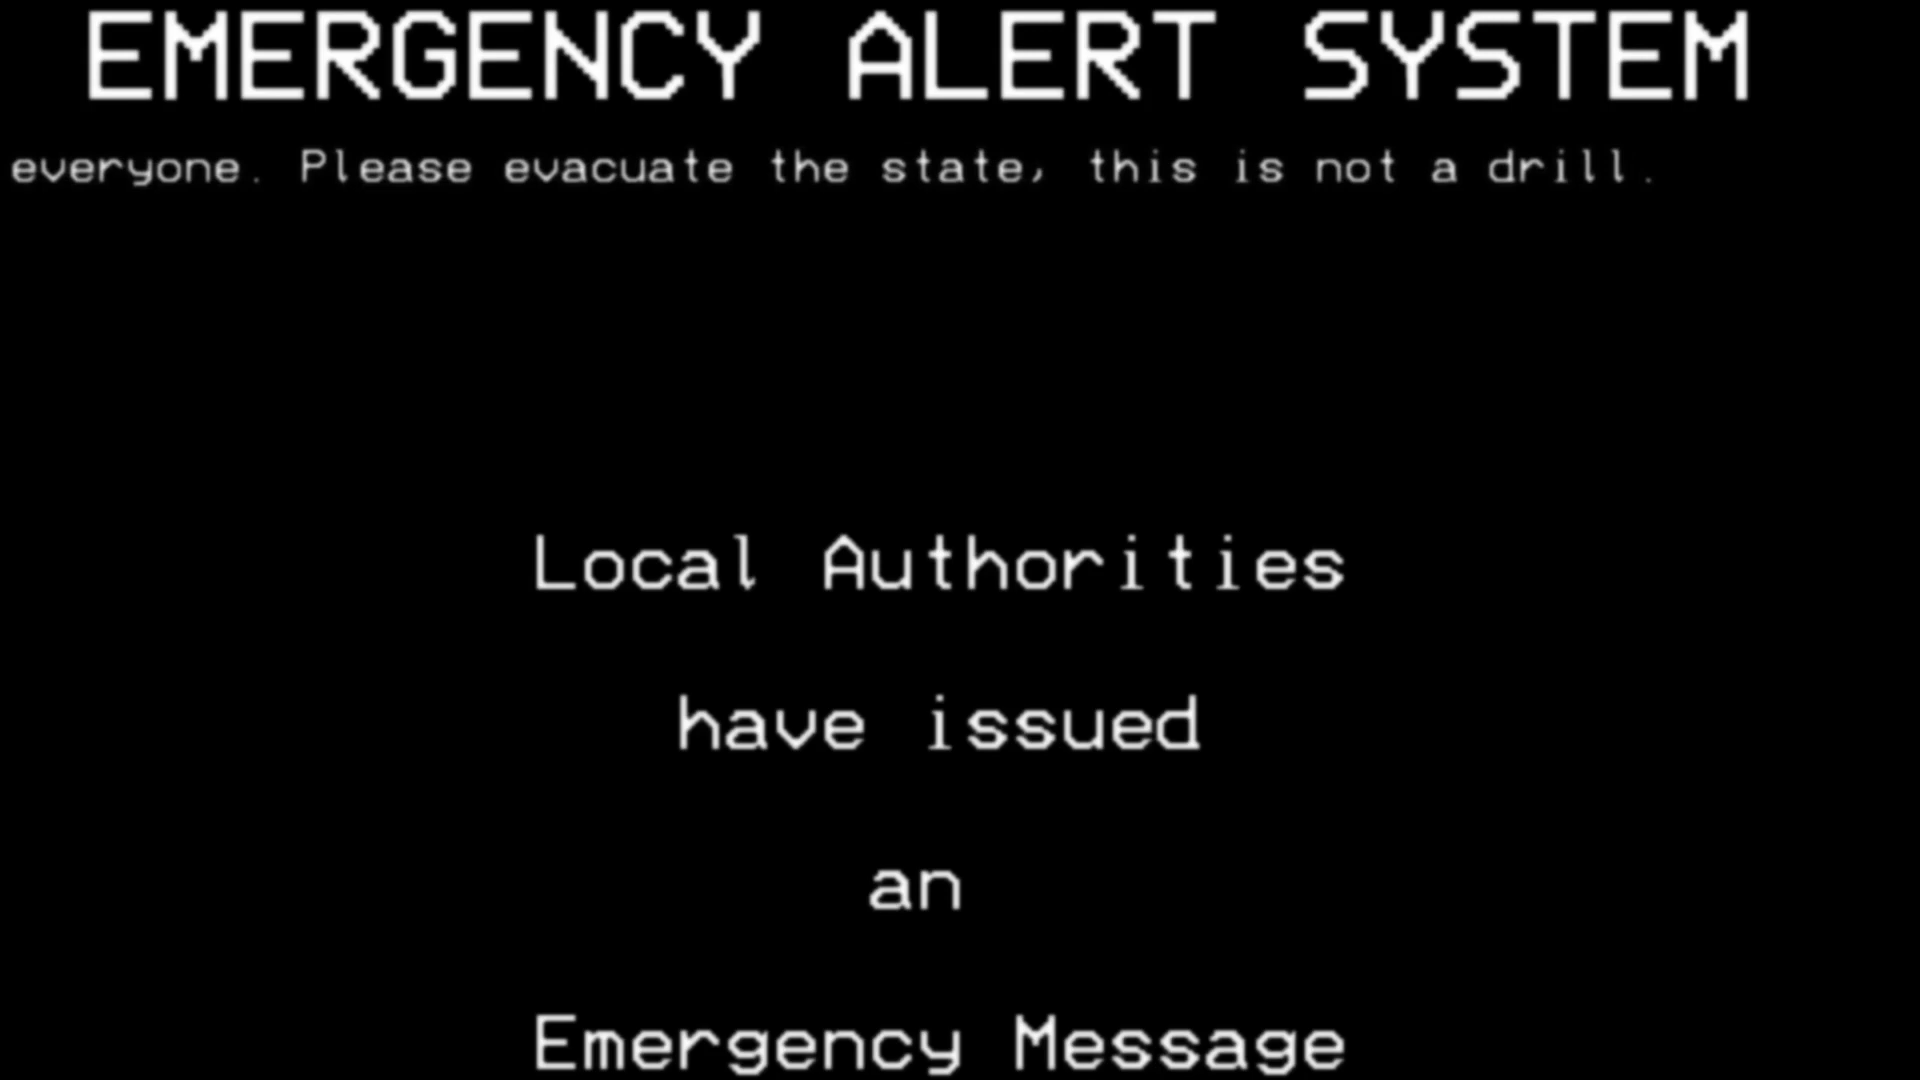 EMERGENCY ALERT SYSTEM
everyone. Please evacuate the state, this is not a drill.
Local Authorities
have issued
an
Emergency Message